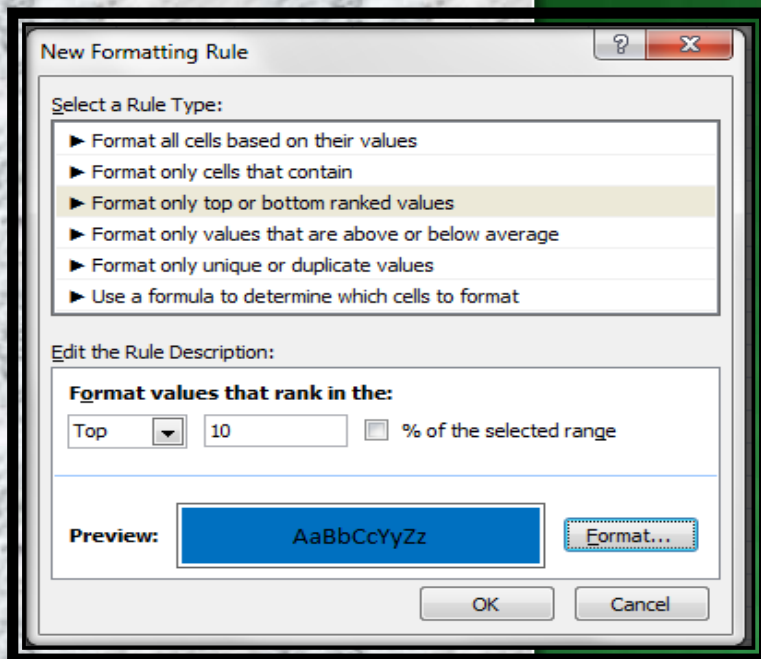 New Formatting Rule
Select a Rule Type:
► Format all cells based on their values
► Format only cells that contain
► Format only top or bottom ranked values
► Format only values that are above or below average
► Format only unique or duplicate values
► Use a formula to determine which cells to format
Edit the Rule Description:
Format values that rank in the:
Top 10 % of the selected range
Preview: AaBbCcYyZz Format...
OK Cancel